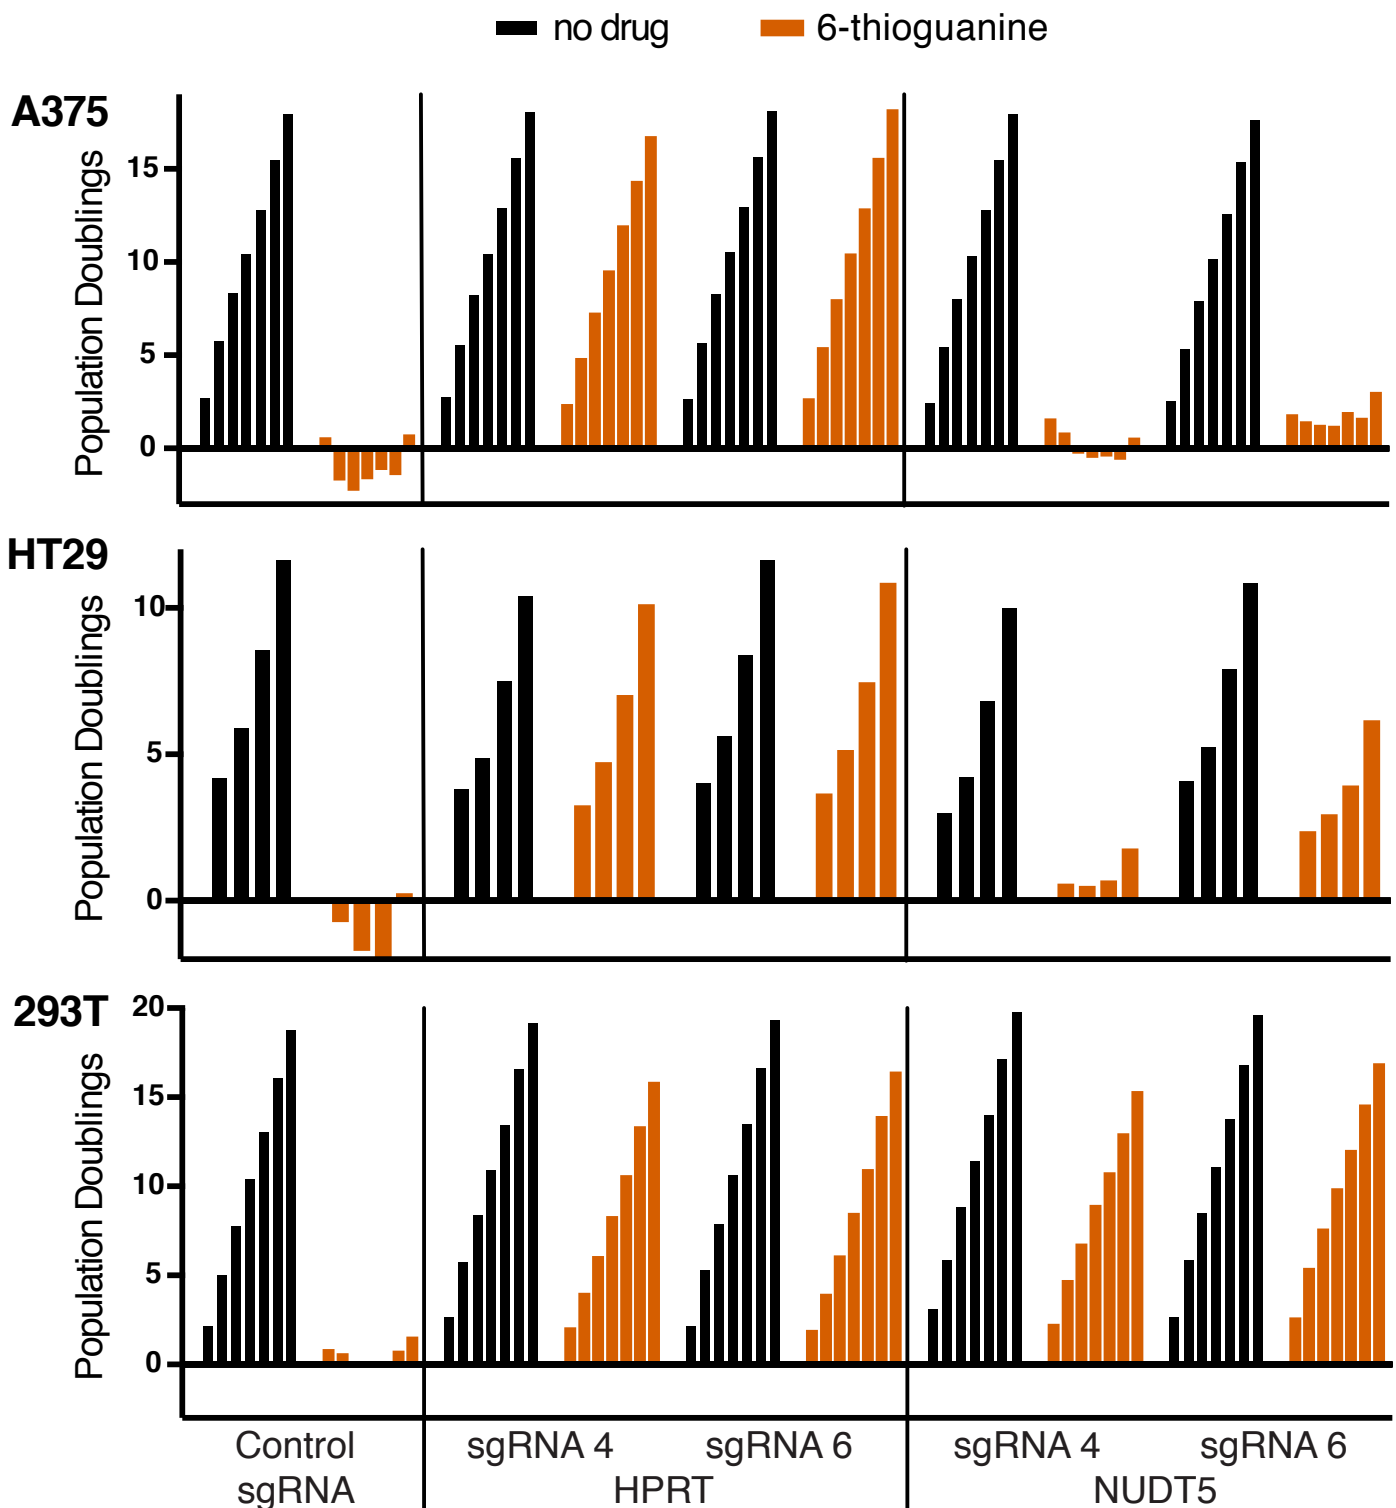 no drug 6-thioguanine
A375
Population Doublings
15
10
5
0
HT29
Population Doublings
10
5
0
293T
Population Doublings
20
15
10
5
0
Control sgRNA 4 sgRNA 6 sgRNA 4 sgRNA 6
sgRNA HPRT NUDT5